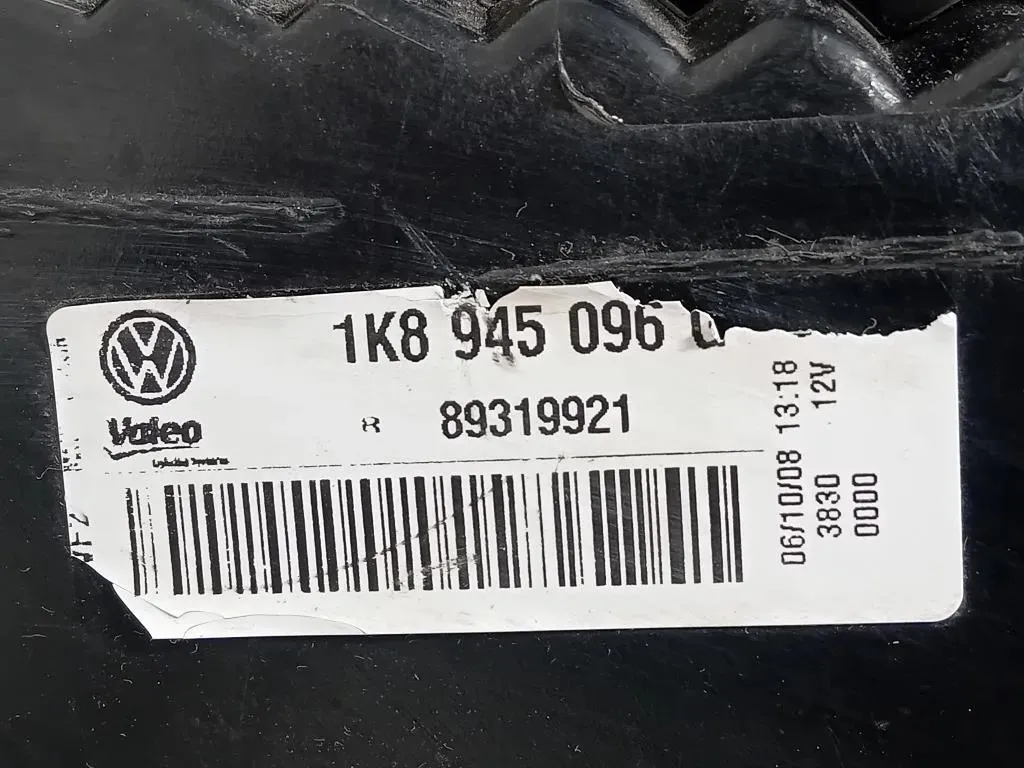 1K8 945 096
Valeo
R 89319921
06/10/08 13:18
3830 12V
0000